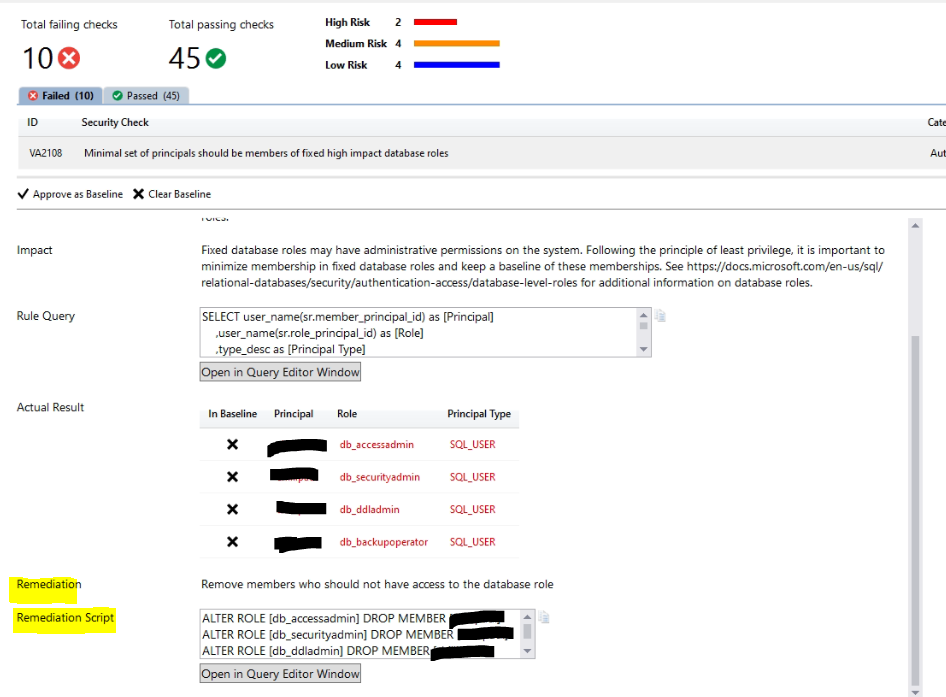 Total failing checks Total passing checks High Risk 2
10 45 Medium Risk 4
Low Risk 4
Failed (10) Passed (45)
ID Security Check Cate
VA2108 Minimal set of principals should be members of fixed high impact database roles Aut
Approve as Baseline Clear Baseline
roles.
Impact Fixed database roles may have administrative permissions on the system. Following the principle of least privilege, it is important to
minimize membership in fixed database roles and keep a baseline of these memberships. See https://docs.microsoft.com/en-us/sql/
relational-databases/security/authentication-access/database-level-roles for additional information on database roles.
Rule Query SELECT user_name(sr.member_principal_id) as [Principal]
,user_name(sr.role_principal_id) as [Role]
,type_desc as [Principal Type]
Open in Query Editor Window
Actual Result In Baseline Principal Role Principal Type
db_accessadmin SQL_USER
db_securityadmin SQL_USER
db_ddladmin SQL_USER
db_backupoperator SQL_USER
Remediation Remove members who should not have access to the database role
Remediation Script ALTER ROLE [db_accessadmin] DROP MEMBER
ALTER ROLE [db_securityadmin] DROP MEMBER
ALTER ROLE [db_ddladmin] DROP MEMBER
Open in Query Editor Window